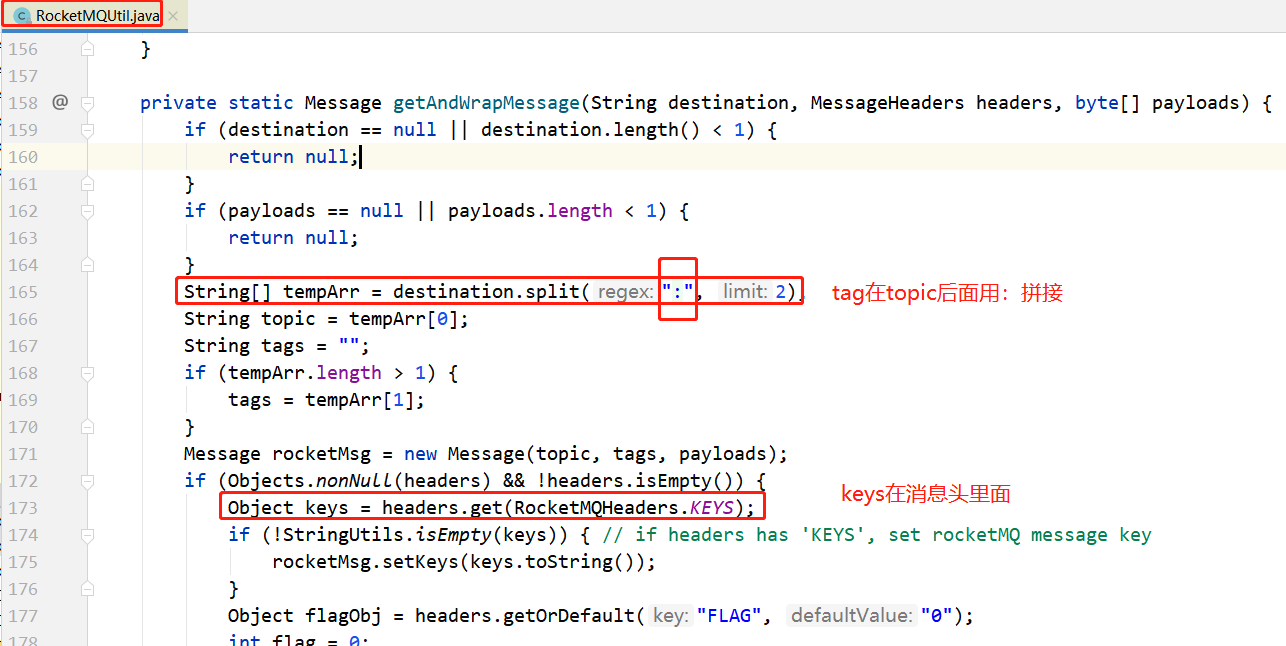 RocketMQUtil.java
156 }
157
158 @ private static Message getAndWrapMessage(String destination, MessageHeaders headers, byte[] payloads) {
159 if (destination == null || destination.length() < 1) {
160 return null;
161 }
162 if (payloads == null || payloads.length < 1) {
163 return null;
164 }
165 String[] tempArr = destination.split( regex: ":", limit: 2); tag在topic后面用：拼接
166 String topic = tempArr[0];
167 String tags = "";
168 if (tempArr.length > 1) {
169 tags = tempArr[1];
170 }
171 Message rocketMsg = new Message(topic, tags, payloads);
172 if (Objects.nonNull(headers) && !headers.isEmpty()) {
keys在消息头里面
173 Object keys = headers.get(RocketMQHeaders.KEYS);
174 if (!StringUtils.isEmpty(keys)) { // if headers has 'KEYS', set rocketMQ message key
175 rocketMsg.setKeys(keys.toString());
176 }
177 Object flagObj = headers.getOrDefault( key: "FLAG", defaultValue: "0");
178 int flag = 0;